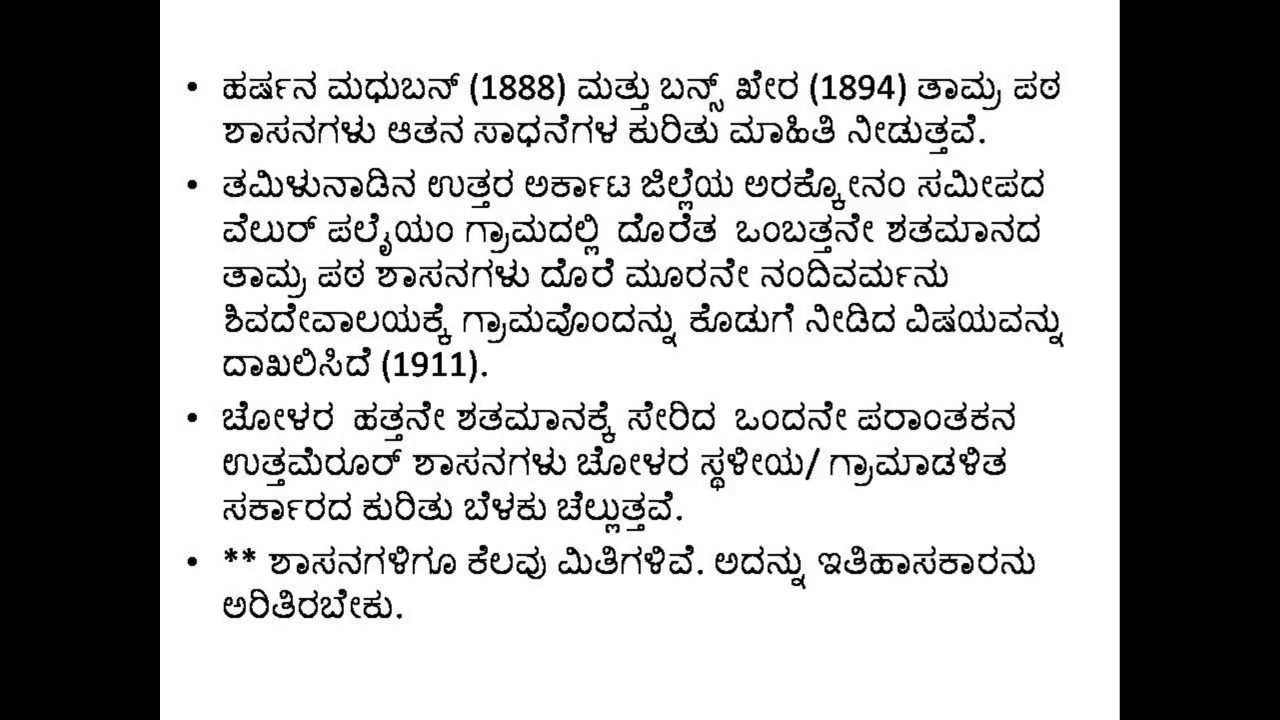 • ಹರ್ಷನ ಮಧುಬನ್ (1888) ಮತ್ತು ಬನ್ಸ್ ಖೇರ (1894) ತಾಮ್ರ ಪಠ
ಶಾಸನಗಳು ಆತನ ಸಾಧನೆಗಳ ಕುರಿತು ಮಾಹಿತಿ ನೀಡುತ್ತವೆ.
• ತಮಿಳುನಾಡಿನ ಉತ್ತರ ಅರ್ಕಾಟ ಜಿಲ್ಲೆಯ ಅರಕ್ಕೋನಂ ಸಮೀಪದ
ವೆಲುರ್ ಪಲೈಯಂ ಗ್ರಾಮದಲ್ಲಿ ದೊರೆತ ಒಂಬತ್ತನೇ ಶತಮಾನದ
ತಾಮ್ರ ಪಠ ಶಾಸನಗಳು ದೊರೆ ಮೂರನೇ ನಂದಿವರ್ಮನು
ಶಿವದೇವಾಲಯಕ್ಕೆ ಗ್ರಾಮವೊಂದನ್ನು ಕೊಡುಗೆ ನೀಡಿದ ವಿಷಯವನ್ನು
ದಾಖಲಿಸಿದೆ (1911).
• ಚೋಳರ ಹತ್ತನೇ ಶತಮಾನಕ್ಕೆ ಸೇರಿದ ಒಂದನೇ ಪರಾಂತಕನ
ಉತ್ತಮೆರೂರ್ ಶಾಸನಗಳು ಚೋಳರ ಸ್ಥಳೀಯ/ ಗ್ರಾಮಾಡಳಿತ
ಸರ್ಕಾರದ ಕುರಿತು ಬೆಳಕು ಚೆಲ್ಲುತ್ತವೆ.
• ** ಶಾಸನಗಳಿಗೂ ಕೆಲವು ಮಿತಿಗಳಿವೆ. ಅದನ್ನು ಇತಿಹಾಸಕಾರನು
ಅರಿತಿರಬೇಕು.